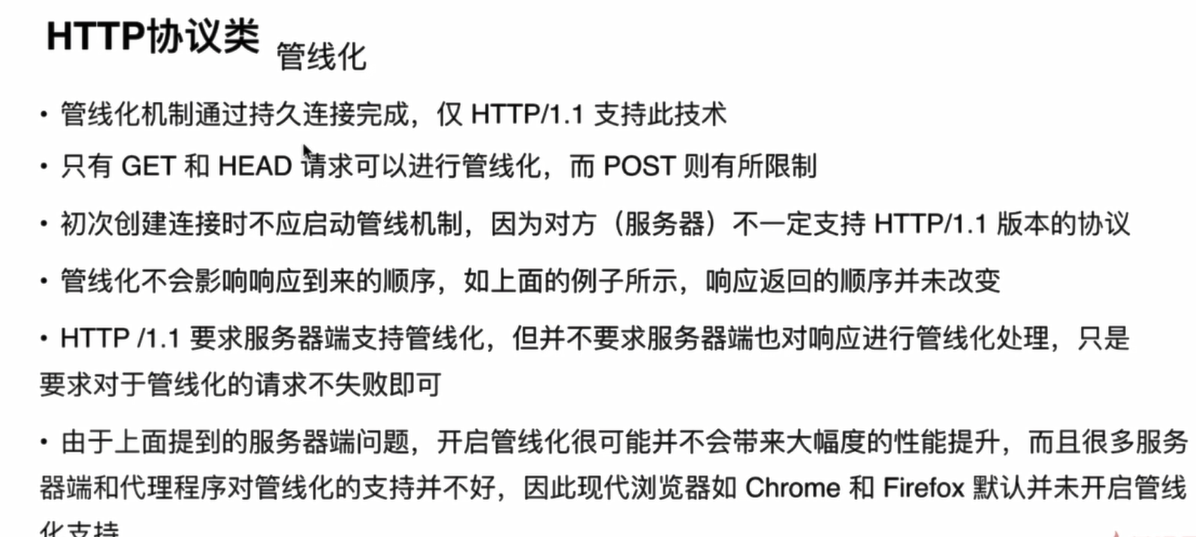 HTTP协议类 管线化
• 管线化机制通过持久连接完成，仅 HTTP/1.1 支持此技术
• 只有 GET 和 HEAD 请求可以进行管线化，而 POST 则有所限制
• 初次创建连接时不应启动管线机制，因为对方（服务器）不一定支持 HTTP/1.1 版本的协议
• 管线化不会影响响应到来的顺序，如上面的例子所示，响应返回的顺序并未改变
• HTTP /1.1 要求服务器端支持管线化，但并不要求服务器端也对响应进行管线化处理，只是
要求对于管线化的请求不失败即可
• 由于上面提到的服务器端问题，开启管线化很可能并不会带来大幅度的性能提升，而且很多服务
器端和代理程序对管线化的支持并不好，因此现代浏览器如 Chrome 和 Firefox 默认并未开启管线
化支持